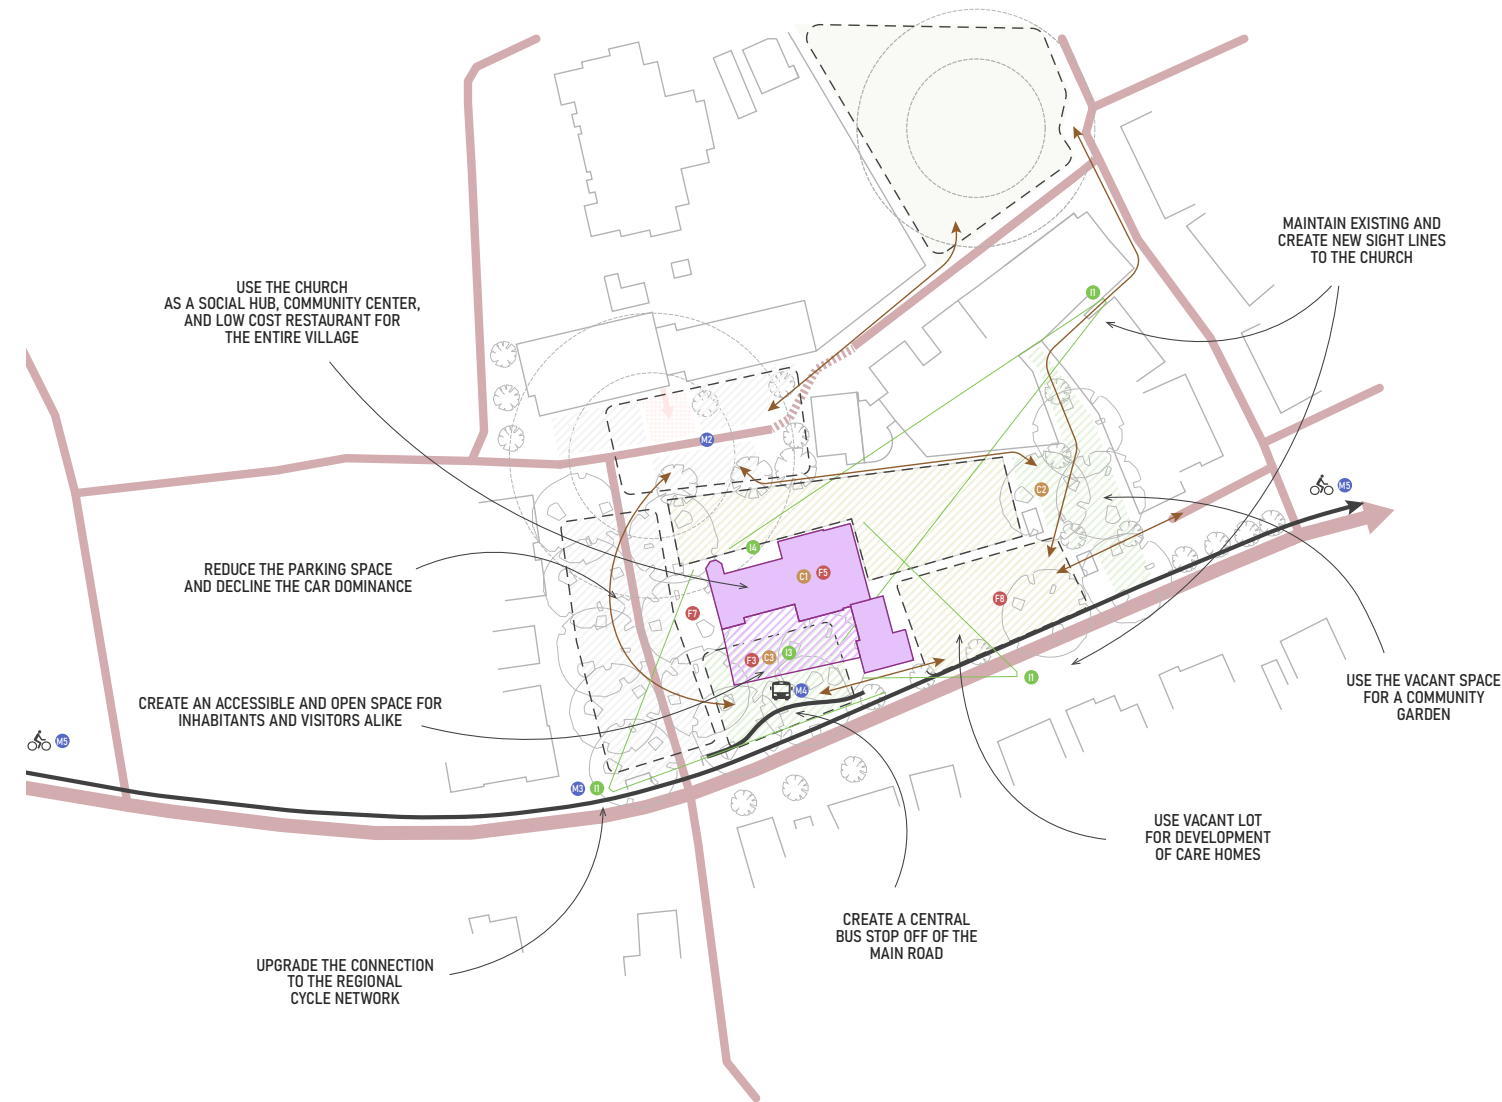 MAINTAIN EXISTING AND
CREATE NEW SIGHT LINES
TO THE CHURCH
USE THE CHURCH
AS A SOCIAL HUB, COMMUNITY CENTER,
AND LOW COST RESTAURANT FOR
THE ENTIRE VILLAGE
I1
M2
C2
M5
I4
REDUCE THE PARKING SPACE
AND DECLINE THE CAR DOMINANCE
C1
F5
F7
F8
F3
C3
I3
I1
M4
USE THE VACANT SPACE
FOR A COMMUNITY
GARDEN
CREATE AN ACCESSIBLE AND OPEN SPACE FOR
INHABITANTS AND VISITORS ALIKE
M5
M3
I1
USE VACANT LOT
FOR DEVELOPMENT
OF CARE HOMES
CREATE A CENTRAL
BUS STOP OFF OF THE
MAIN ROAD
UPGRADE THE CONNECTION
TO THE REGIONAL
CYCLE NETWORK